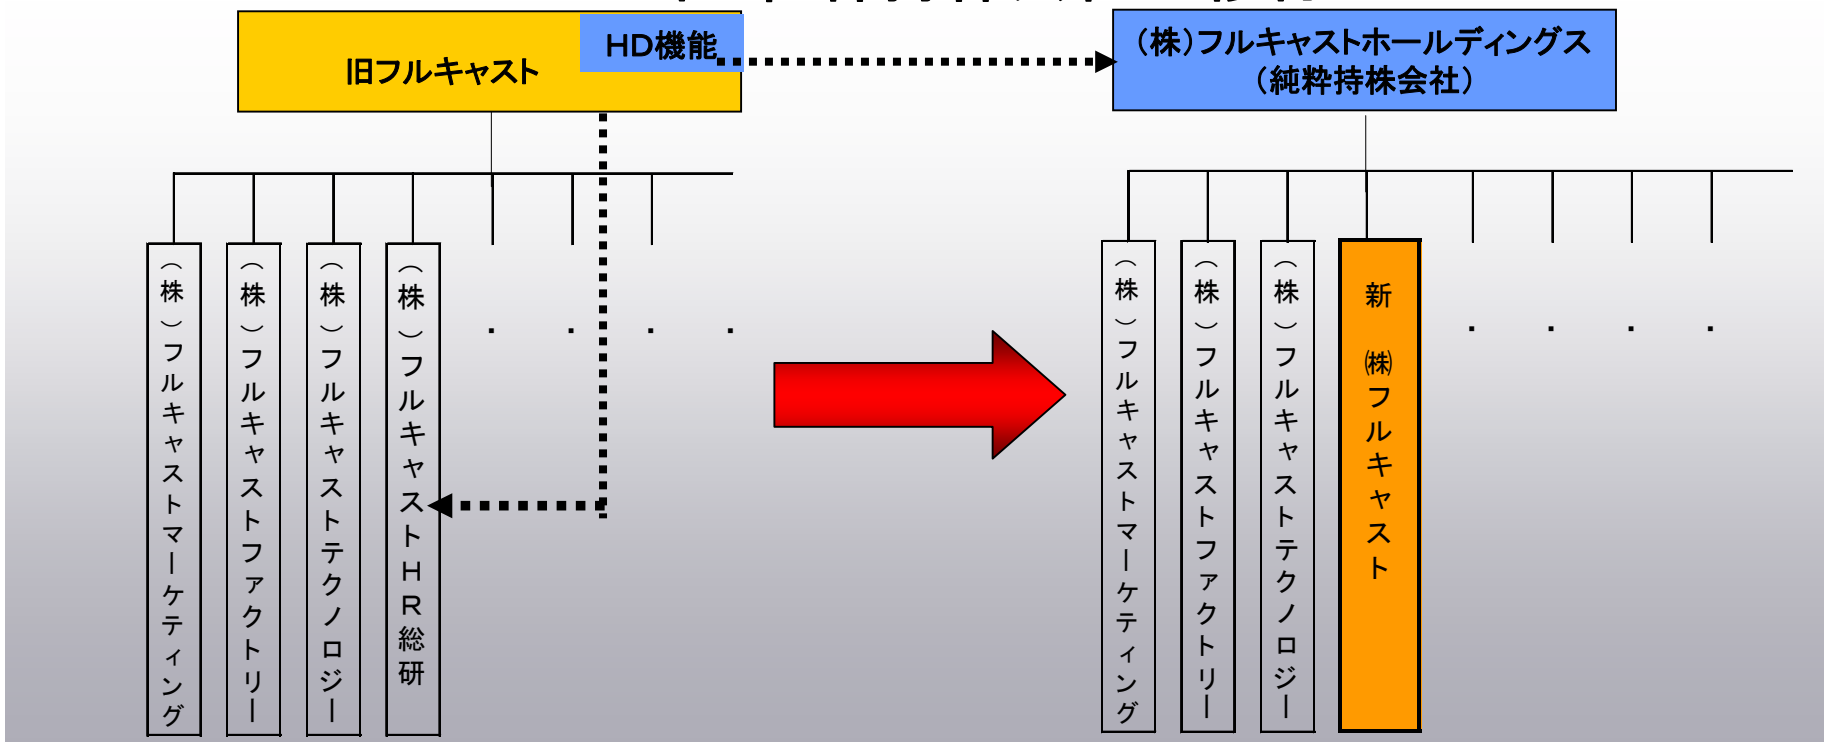 旧フルキャスト
HD機能
(株)フルキャストホールディングス
(純粋持株会社)
(株)フルキャストマーケティング
(株)フルキャストファクトリー
(株)フルキャストテクノロジー
(株)フルキャストHR総研
・ ・ ・ ・
(株)フルキャストマーケティング
(株)フルキャストファクトリー
(株)フルキャストテクノロジー
新 ㈱フルキャスト
・ ・ ・ ・